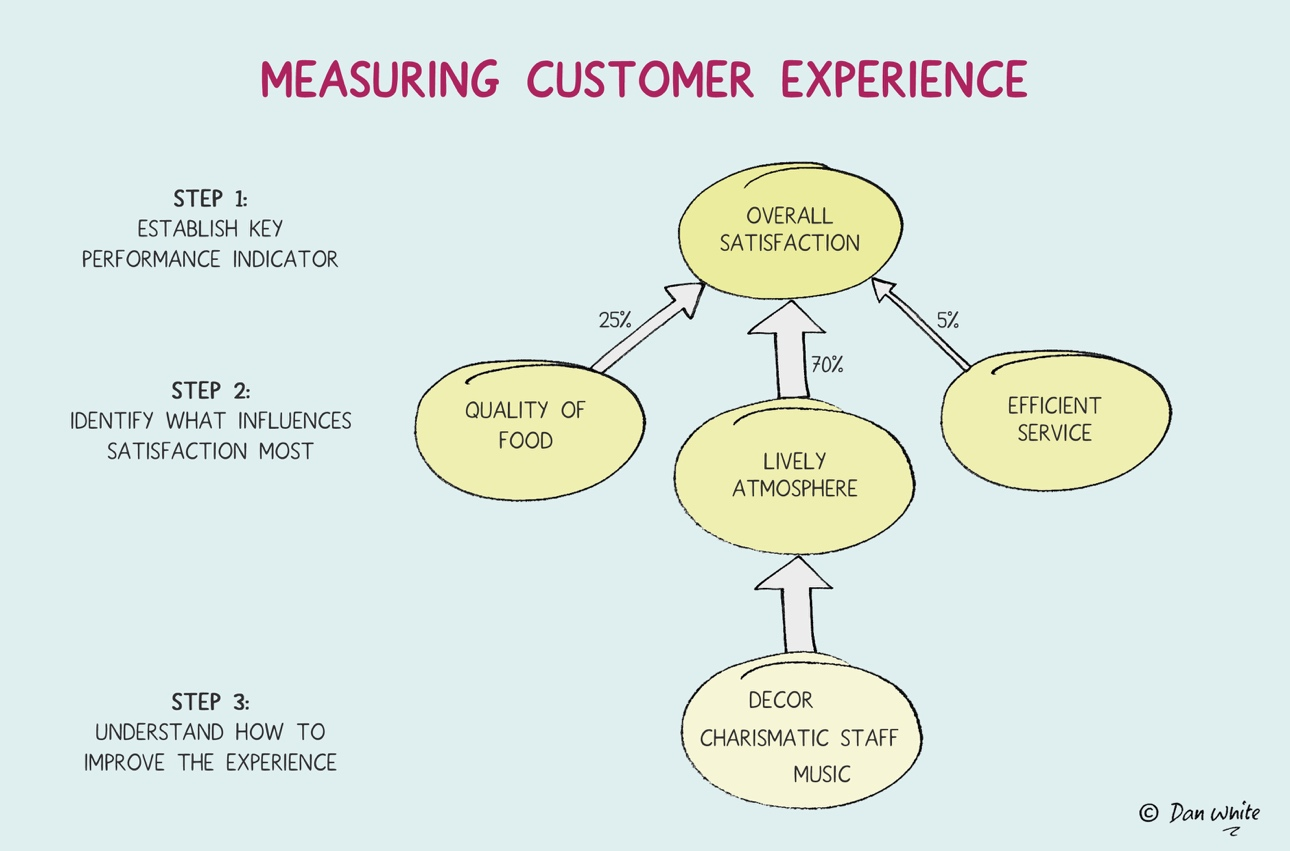 MEASURING CUSTOMER EXPERIENCE
STEP 1:
ESTABLISH KEY
PERFORMANCE INDICATOR
OVERALL
SATISFACTION
25%
70%
5%
STEP 2:
IDENTIFY WHAT INFLUENCES
SATISFACTION MOST
QUALITY OF
FOOD
LIVELY
ATMOSPHERE
EFFICIENT
SERVICE
STEP 3:
UNDERSTAND HOW TO
IMPROVE THE EXPERIENCE
DECOR
CHARISMATIC STAFF
MUSIC
© Dan White